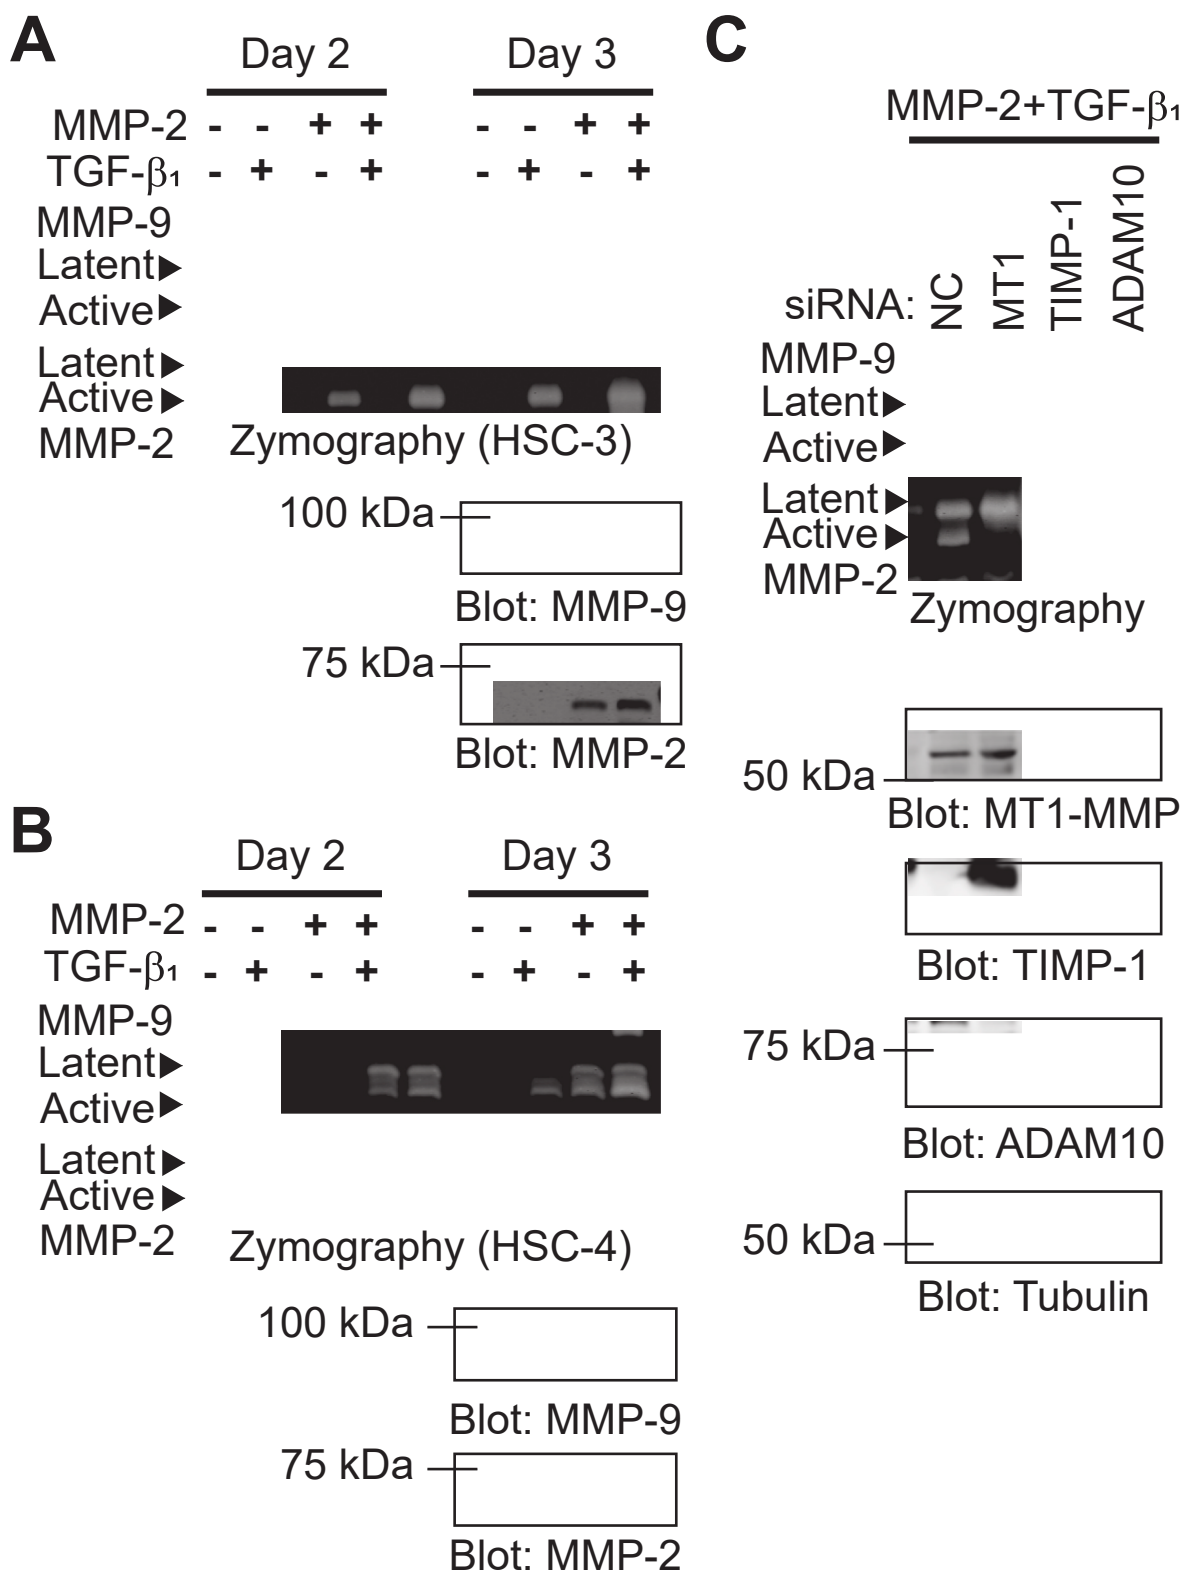 A
Day 2 Day 3
MMP-2 - - + + - - + +
TGF-β₁ - + - + - + - +
MMP-9
Latent▶
Active▶
Latent▶
Active▶
MMP-2
Zymography (HSC-3)
100 kDa
Blot: MMP-9
75 kDa
Blot: MMP-2
B
Day 2 Day 3
MMP-2 - - + + - - + +
TGF-β₁ - + - + - + - +
MMP-9
Latent▶
Active▶
Latent▶
Active▶
MMP-2
Zymography (HSC-4)
100 kDa
Blot: MMP-9
75 kDa
Blot: MMP-2
C
MMP-2+TGF-β₁
siRNA: NC MT1 TIMP-1 ADAM10
MMP-9
Latent▶
Active▶
Latent▶
Active▶
MMP-2
Zymography
50 kDa
Blot: MT1-MMP
Blot: TIMP-1
75 kDa
Blot: ADAM10
50 kDa
Blot: Tubulin